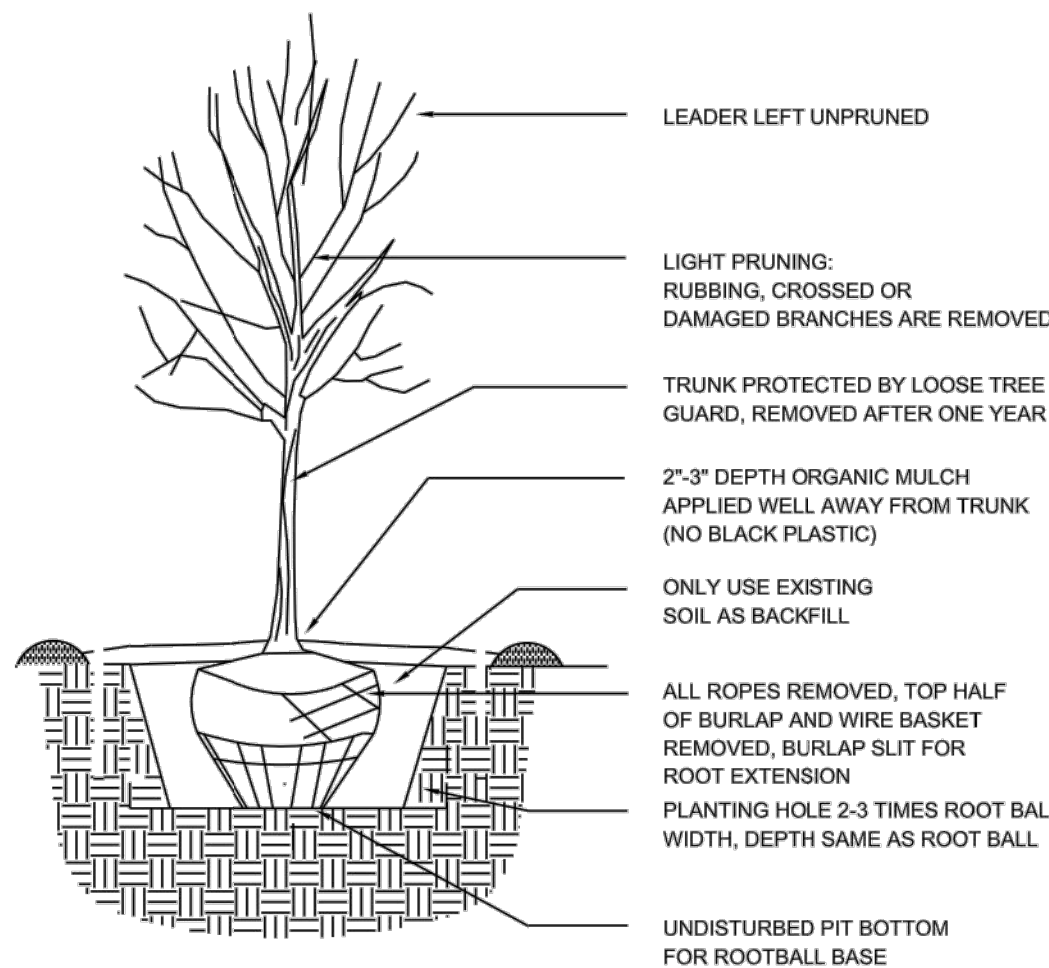 LEADER LEFT UNPRUNED
LIGHT PRUNING:
RUBBING, CROSSED OR
DAMAGED BRANCHES ARE REMOVED
TRUNK PROTECTED BY LOOSE TREE
GUARD, REMOVED AFTER ONE YEAR
2"-3" DEPTH ORGANIC MULCH
APPLIED WELL AWAY FROM TRUNK
(NO BLACK PLASTIC)
ONLY USE EXISTING
SOIL AS BACKFILL
ALL ROPES REMOVED, TOP HALF
OF BURLAP AND WIRE BASKET
REMOVED, BURLAP SLIT FOR
ROOT EXTENSION
PLANTING HOLE 2-3 TIMES ROOT BAL
WIDTH, DEPTH SAME AS ROOT BALL
UNDISTURBED PIT BOTTOM
FOR ROOTBALL BASE